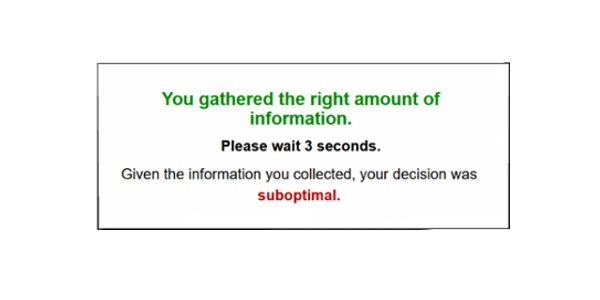 You gathered the right amount of
information.
Please wait 3 seconds.
Given the information you collected, your decision was
suboptimal.